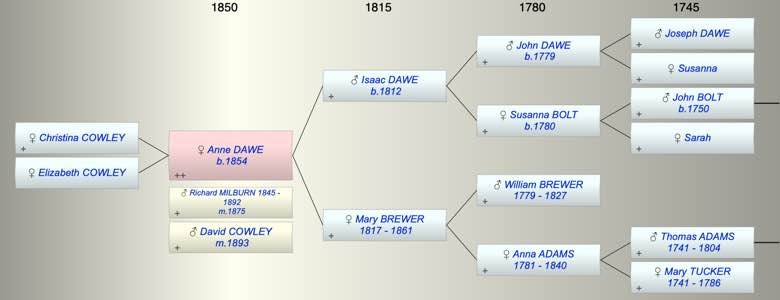 1850
1815
1780
1745
♀ Christina COWLEY
+
♀ Elizabeth COWLEY
♀ Anne DAWE
b.1854
++
♂ Richard MILBURN 1845 -
1892
m.1875
+
♂ David COWLEY
m.1893
+
♂ Isaac DAWE
b.1812
+
♀ Mary BREWER
1817 - 1861
+
♂ John DAWE
b.1779
+
♀ Susanna BOLT
b.1780
+
♂ William BREWER
1779 - 1827
+
♀ Anna ADAMS
1781 - 1840
+
♂ Joseph DAWE
+
♀ Susanna
+
♂ John BOLT
b.1750
+
♀ Sarah
+
♂ Thomas ADAMS
1741 - 1804
+
♀ Mary TUCKER
1741 - 1786
+